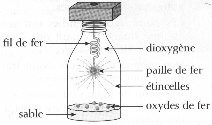 fil de fer
dioxygène
paille de fer
étincelles
oxydes de fer
sable